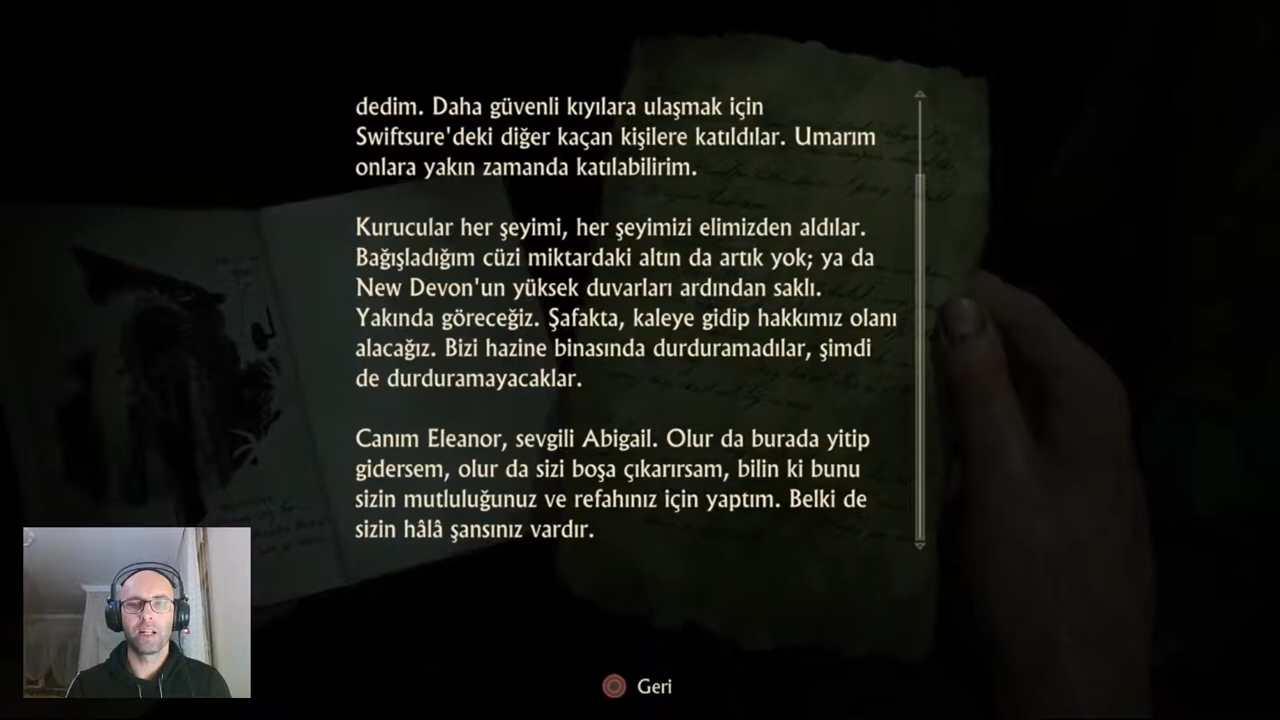 dedim. Daha güvenli kıyılara ulaşmak için
Swiftsure'deki diğer kaçan kişilere katıldılar. Umarım
onlara yakın zamanda katılabilirim.
Kurucular her şeyimi, her şeyimizi elimizden aldılar.
Bağışladığım cüzi miktardaki altın da artık yok; ya da
New Devon'un yüksek duvarları ardından saklı.
Yakında göreceğiz. Şafakta, kaleye gidip hakkımız olanı
alacağız. Bizi hazine binasında durduramadılar, şimdi
de durduramayacaklar.
Canım Eleanor, sevgili Abigail. Olur da burada yitip
gidersem, olur da sizi boşa çıkarırsam, bilin ki bunu
sizin mutluluğunuz ve refahınız için yaptım. Belki de
sizin hâlâ şansınız vardır.
Geri